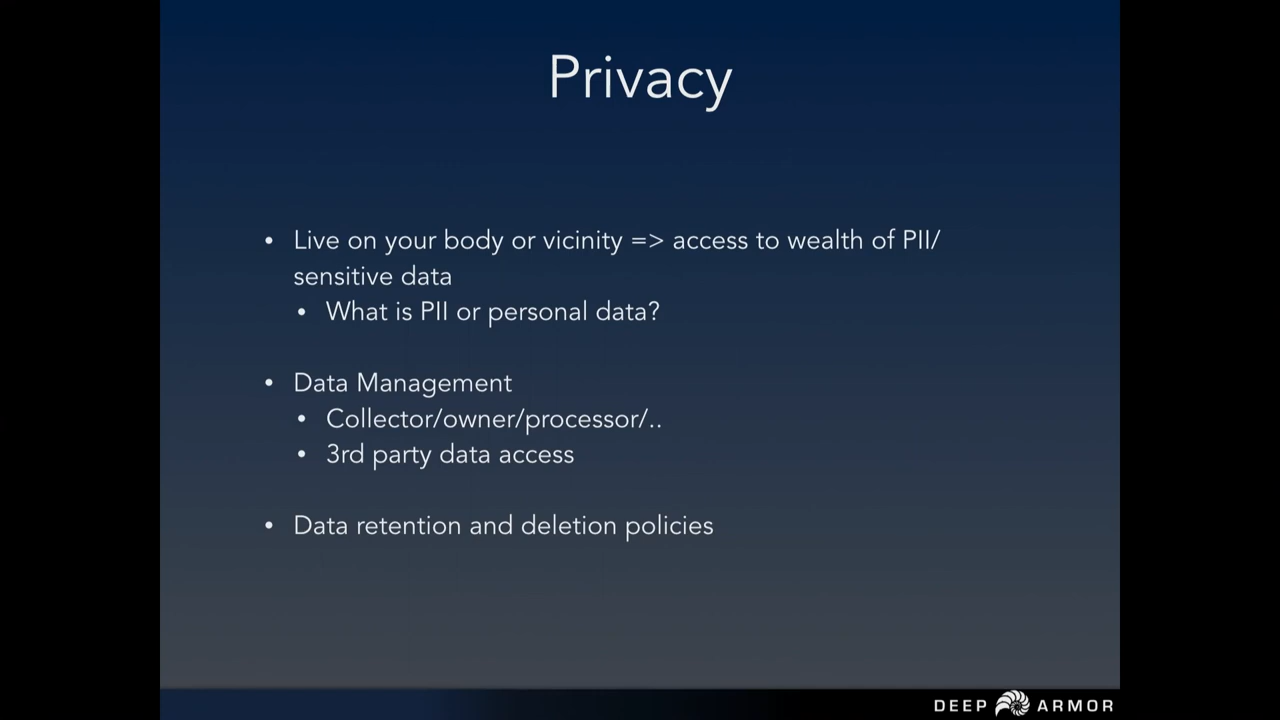 Privacy
• Live on your body or vicinity => access to wealth of PII/
sensitive data
• What is PII or personal data?
• Data Management
• Collector/owner/processor/..
• 3rd party data access
• Data retention and deletion policies
DEEP ARMOR